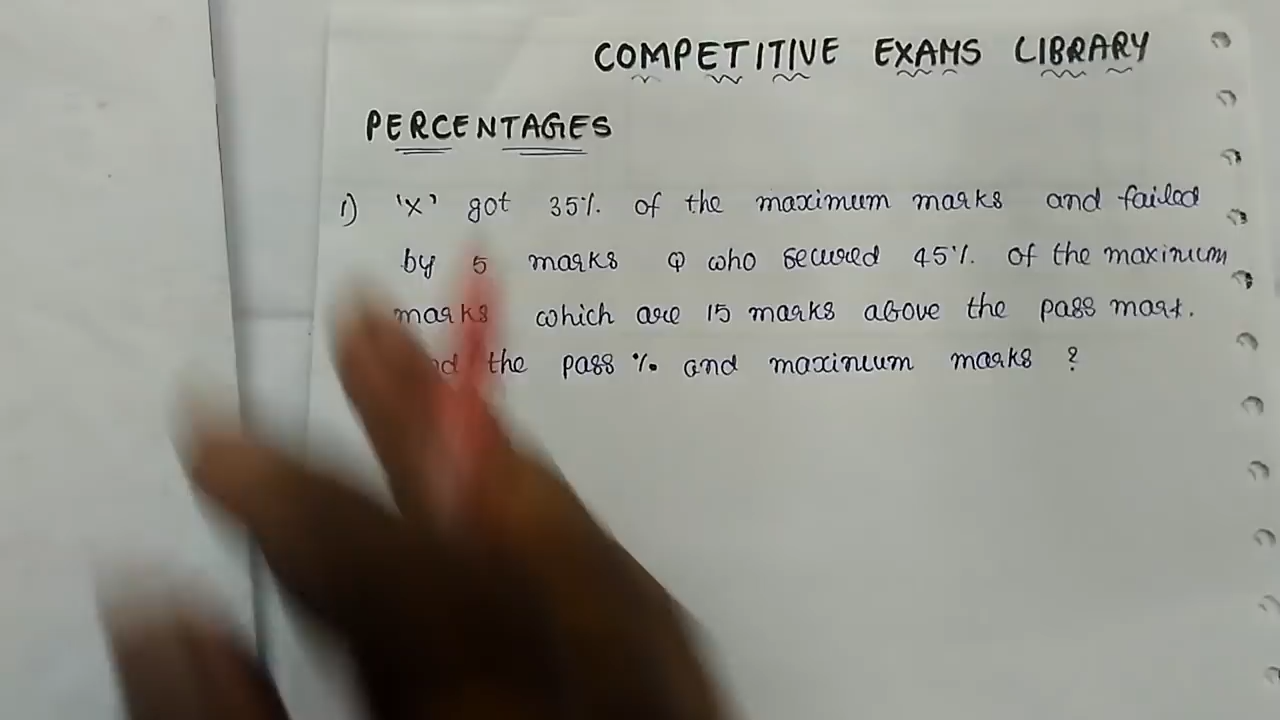 COMPETITIVE EXAMS LIBRARY
PERCENTAGES
1) 'X' got 35% of the maximum marks and failed
by 5 marks Q who secured 45% of the maximum
marks which are 15 marks above the pass mark.
the pass % and maximum marks ?